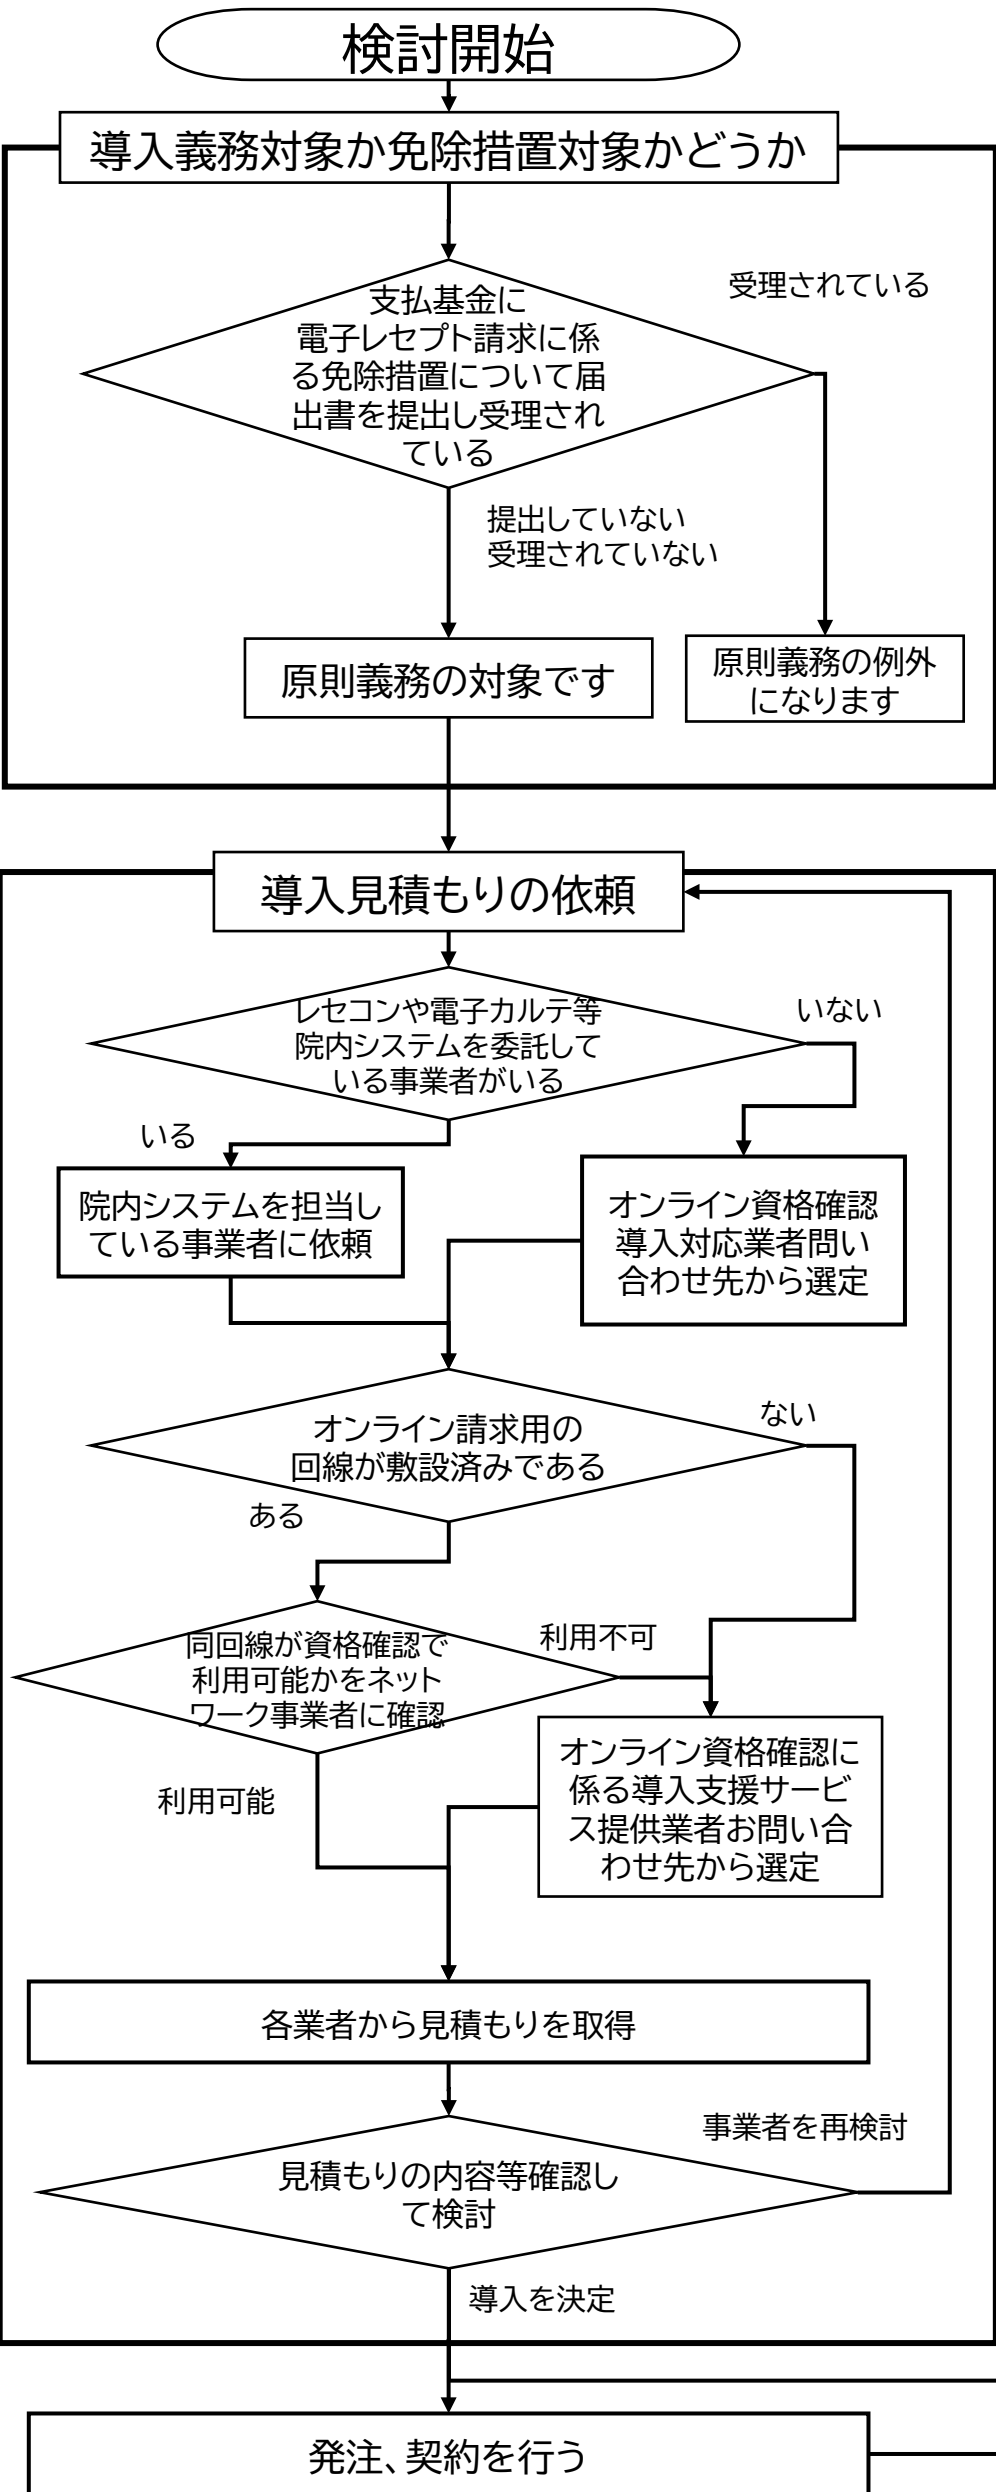 検討開始
導入義務対象か免除措置対象かどうか
受理されている
支払基金に
電子レセプト請求に係
る免除措置について届
出書を提出し受理され
ている
提出していない
受理されていない
原則義務の対象です
原則義務の例外
になります
導入見積もりの依頼
レセコンや電子カルテ等
院内システムを委託して
いる事業者がいる
いない
いる
院内システムを担当し
ている事業者に依頼
オンライン資格確認
導入対応業者問い
合わせ先から選定
オンライン請求用の
回線が敷設済みである
ない
ある
同回線が資格確認で
利用可能かをネット
ワーク事業者に確認
利用不可
オンライン資格確認に
係る導入支援サービ
ス提供業者お問い合
わせ先から選定
利用可能
各業者から見積もりを取得
事業者を再検討
見積もりの内容等確認し
て検討
導入を決定
発注、契約を行う